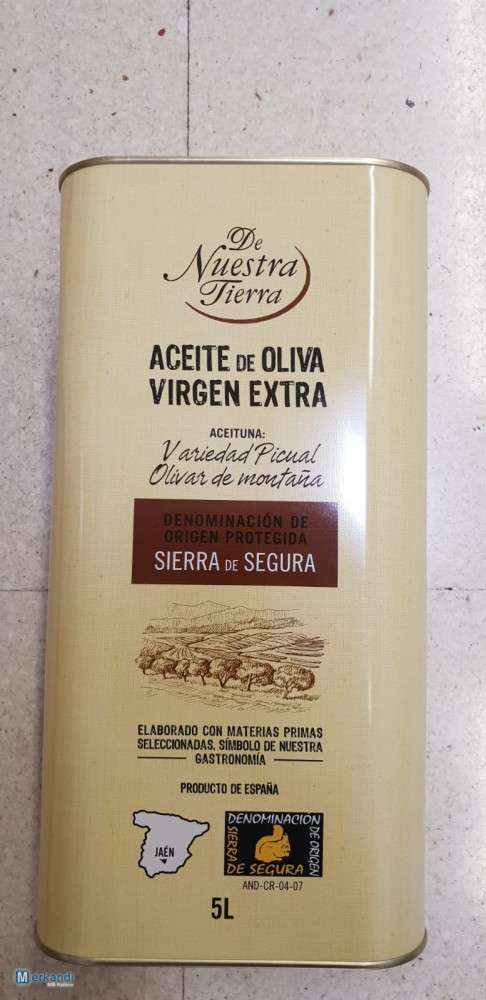 De
Nuestra
Tierra
ACEITE DE OLIVA
VIRGEN EXTRA
ACEITUNA:
Variedad Picual
Olivar de montaña
DENOMINACIÓN DE
ORIGEN PROTEGIDA
SIERRA DE SEGURA
ELABORADO CON MATERIAS PRIMAS
SELECCIONADAS, SÍMBOLO DE NUESTRA
GASTRONOMÍA
PRODUCTO DE ESPAÑA
JAÉN
DENOMINACIÓN
DE ORIGEN
SIERRA
DE SEGURA
AND-CR-04-07
5L
Merkandi